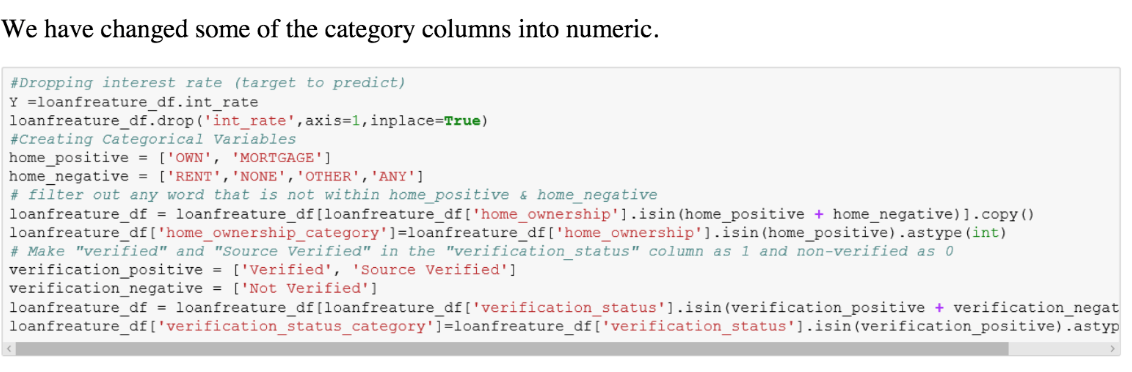 We have changed some of the category columns into numeric.
#Dropping interest rate (target to predict)
Y =loanfreature_df.int_rate
loanfreature_df.drop('int_rate',axis=1,inplace=True)
#Creating Categorical Variables
home_positive = ['OWN', 'MORTGAGE']
home_negative = ['RENT','NONE','OTHER','ANY']
# filter out any word that is not within home_positive & home_negative
loanfreature_df = loanfreature_df[loanfreature_df['home_ownership'].isin(home_positive + home_negative)].copy()
loanfreature_df['home_ownership_category']=loanfreature_df['home_ownership'].isin(home_positive).astype(int)
# Make "verified" and "Source Verified" in the "verification_status" column as 1 and non-verified as 0
verification_positive = ['Verified', 'Source Verified']
verification_negative = ['Not Verified']
loanfreature_df = loanfreature_df[loanfreature_df['verification_status'].isin(verification_positive + verification_negat
loanfreature_df['verification_status_category']=loanfreature_df['verification_status'].isin(verification_positive).astyp